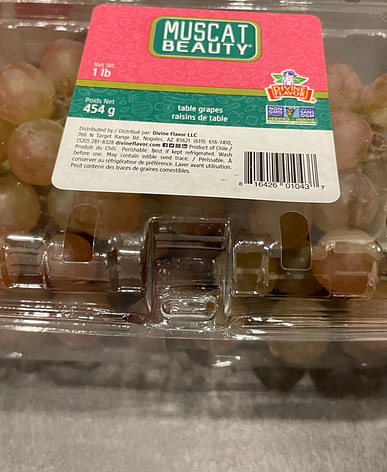 MUSCAT
BEAUTY
Net Wt.
1 lb
Poids Net
454 g
table grapes
raisins de table
DIVINE
FLAVOR
Distributed by / Distribué par: Divine Flavor LLC
766 N Target Range Rd. Nogales, AZ. 85621 (619) 616-7410,
(520) 281-8328 divineflavor.com Product of Chile /
Produit du Chili. Perishable. Best if kept refrigerated. Wash
before use. May contain edible seed trace. / Périssable. À
conserver au réfrigérateur de préférence. Laver avant utilisation.
Peut contenir des traces de graines comestibles.
8 16426 01043 7